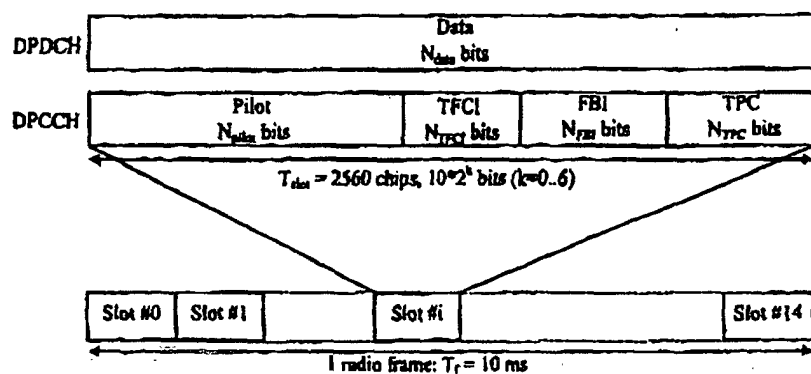 Data
DPDCH
N_data bits
DPCCH
Pilot
N_pilot bits
TFCI
N_TFCI bits
FBI
N_FBI bits
TPC
N_TPC bits
T_slot = 2560 chips, 10*2^k bits (k=0..6)
Slot #0
Slot #1
Slot #i
Slot #14
1 radio frame: T_f = 10 ms